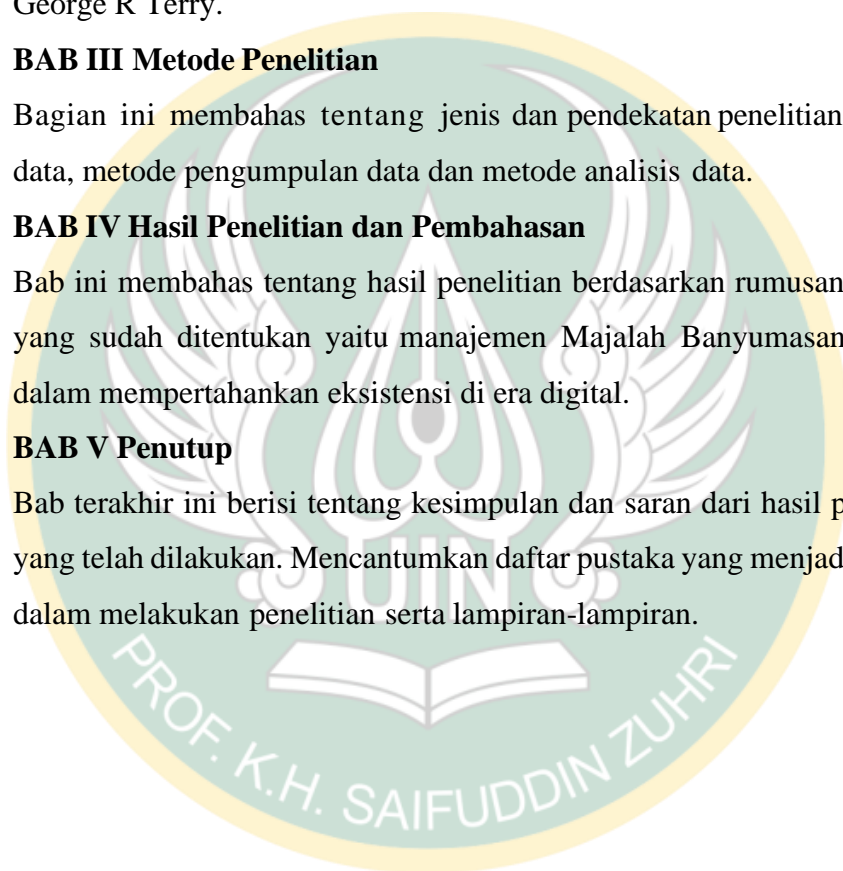 George R Terry.
BAB III Metode Penelitian
Bagian ini membahas tentang jenis dan pendekatan penelitian
data, metode pengumpulan data dan metode analisis data.
BAB IV Hasil Penelitian dan Pembahasan
Bab ini membahas tentang hasil penelitian berdasarkan rumusan
yang sudah ditentukan yaitu manajemen Majalah Banyumasan
dalam mempertahankan eksistensi di era digital.
BAB V Penutup
Bab terakhir ini berisi tentang kesimpulan dan saran dari hasil p
yang telah dilakukan. Mencantumkan daftar pustaka yang menjad
dalam melakukan penelitian serta lampiran-lampiran.
UIN
PROF. K.H. SAIFUDDIN ZUHRI